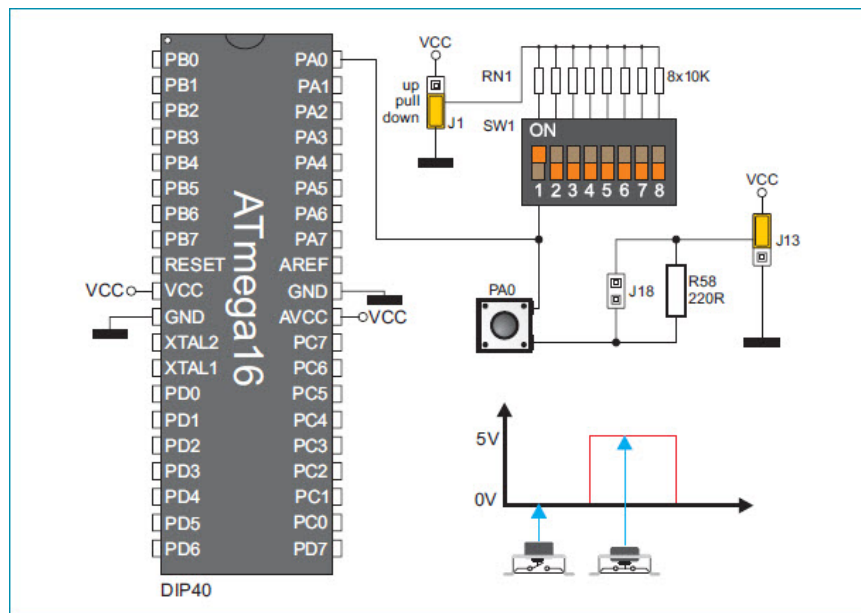 PB0 PA0
PB1 PA1
PB2 PA2
PB3 PA3
PB4 PA4
PB5 PA5
PB6 PA6
PB7 PA7
RESET AREF
VCC VCC GND
GND AVCC VCC
XTAL2 PC7
XTAL1 PC6
PD0 PC5
PD1 PC4
PD2 PC3
PD3 PC2
PD4 PC1
PD5 PC0
PD6 PD7
ATmega16
DIP40
VCC
up
pull
down
J1
RN1 8x10K
SW1
ON
1 2 3 4 5 6 7 8
VCC
J13
PA0
J18
R58
220R
5V
0V